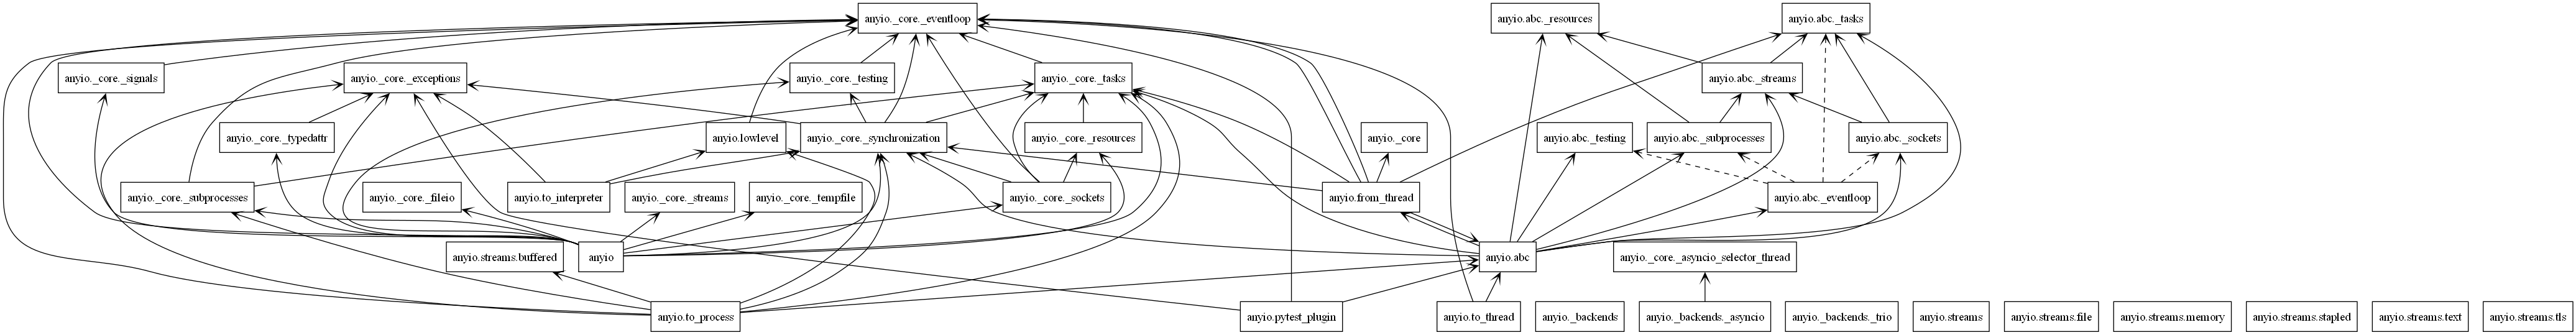 anyio._core._eventloop
anyio.abc._resources
anyio.abc._tasks
anyio._core._signals
anyio._core._exceptions
anyio._core._testing
anyio._core._tasks
anyio.abc._streams
anyio._core._typedattr
anyio.lowlevel
anyio._core._synchronization
anyio._core._resources
anyio._core
anyio.abc._testing
anyio.abc._subprocesses
anyio.abc._sockets
anyio._core._subprocesses
anyio._core._fileio
anyio.to_interpreter
anyio._core._streams
anyio._core._tempfile
anyio._core._sockets
anyio.from_thread
anyio.abc._eventloop
anyio.streams.buffered
anyio
anyio.abc
anyio._core._asyncio_selector_thread
anyio.to_process
anyio.pytest_plugin
anyio.to_thread
anyio._backends
anyio._backends._asyncio
anyio._backends._trio
anyio.streams
anyio.streams.file
anyio.streams.memory
anyio.streams.stapled
anyio.streams.text
anyio.streams.tls